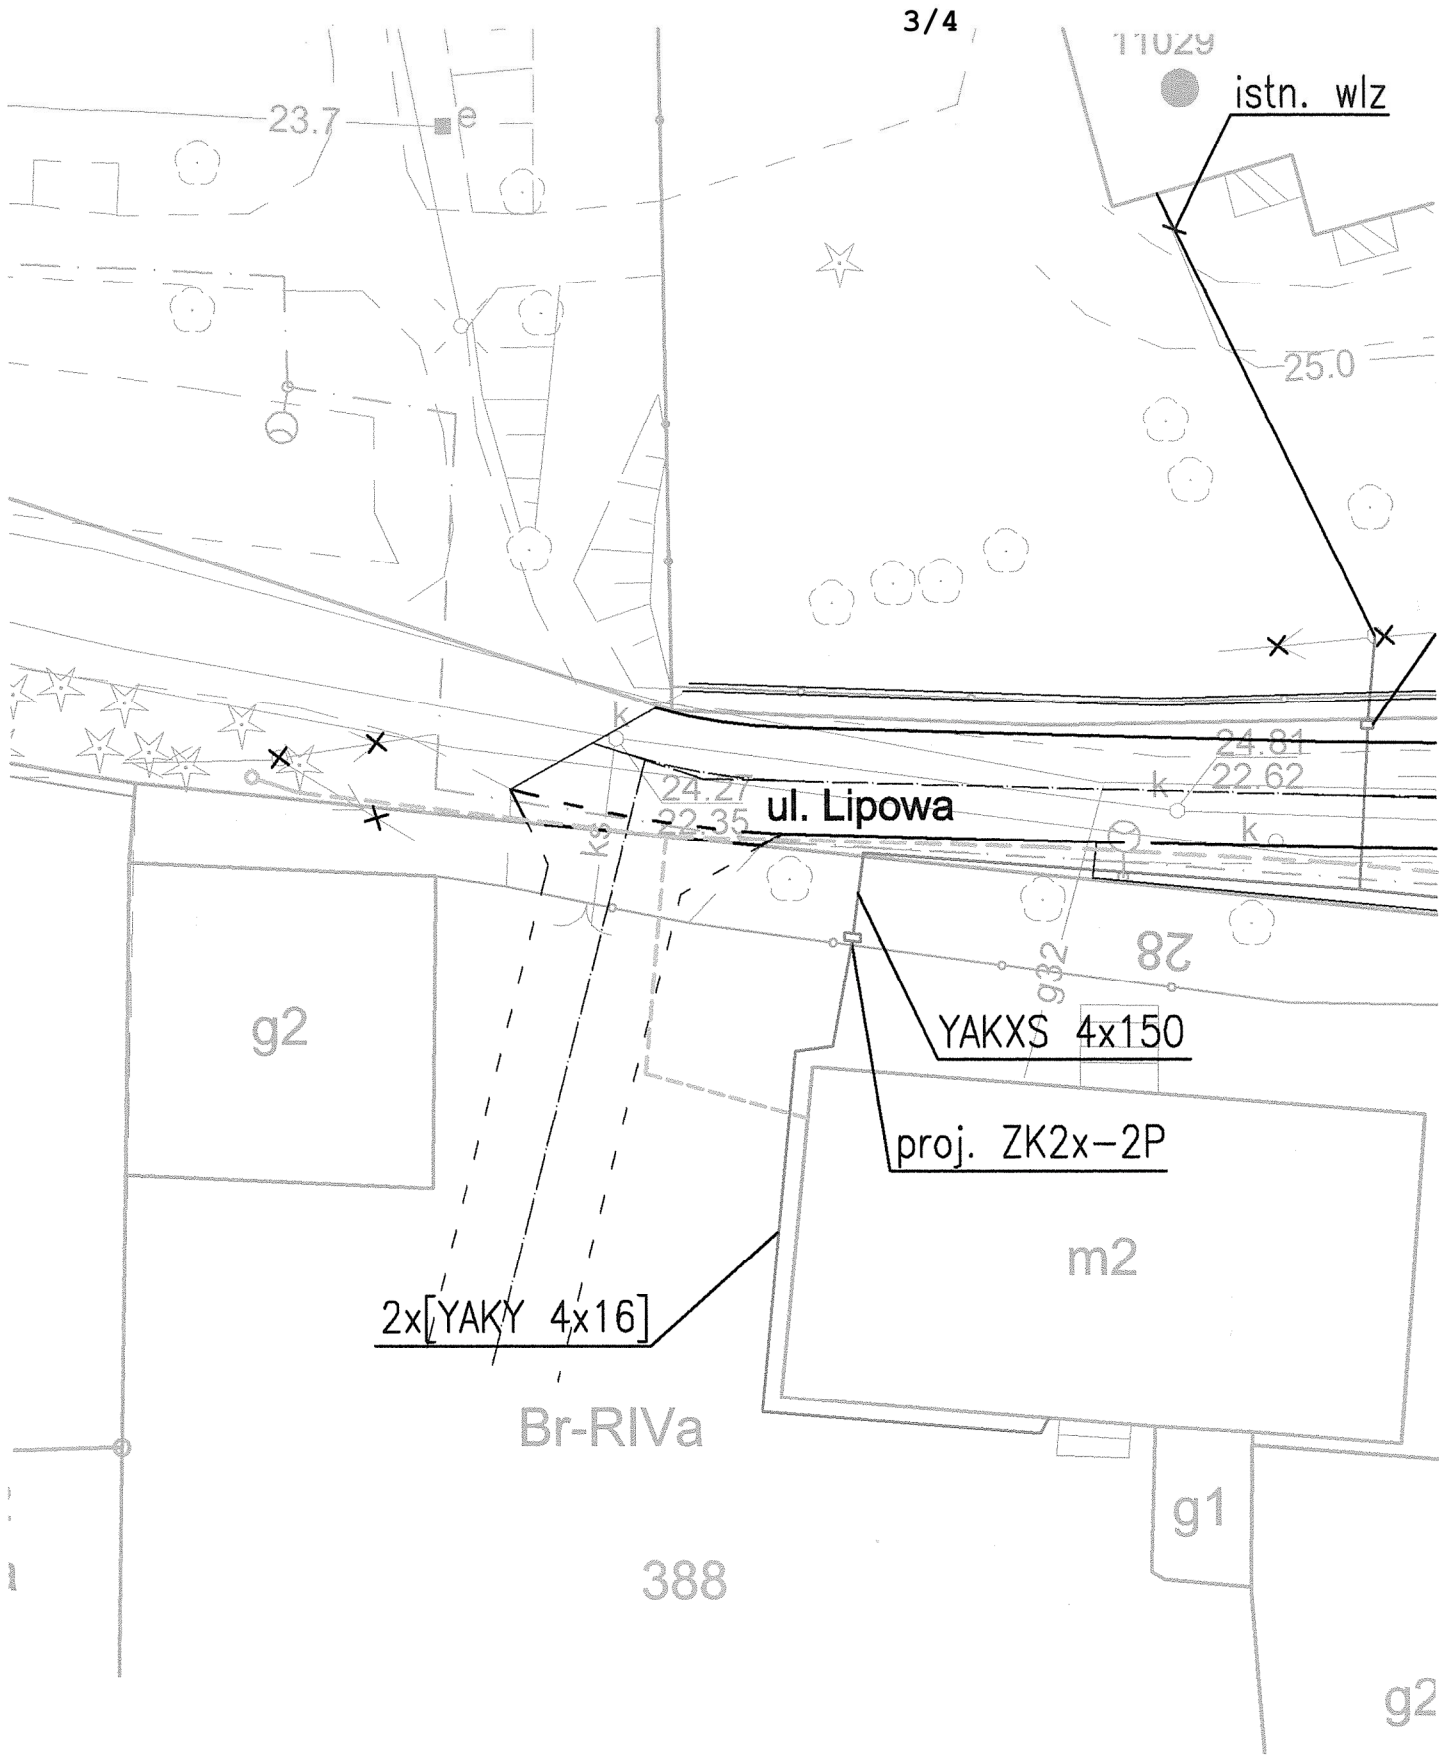 3/4
11029
istn. wlz
23.7
e
25.0
k
24.81
22.62
k
24.27
22.35
ul. Lipowa
k
ks
28
g32
g2
YAKXS 4x150
proj. ZK2x-2P
m2
2x[YAKY 4x16]
Br-RIVa
g1
388
g2